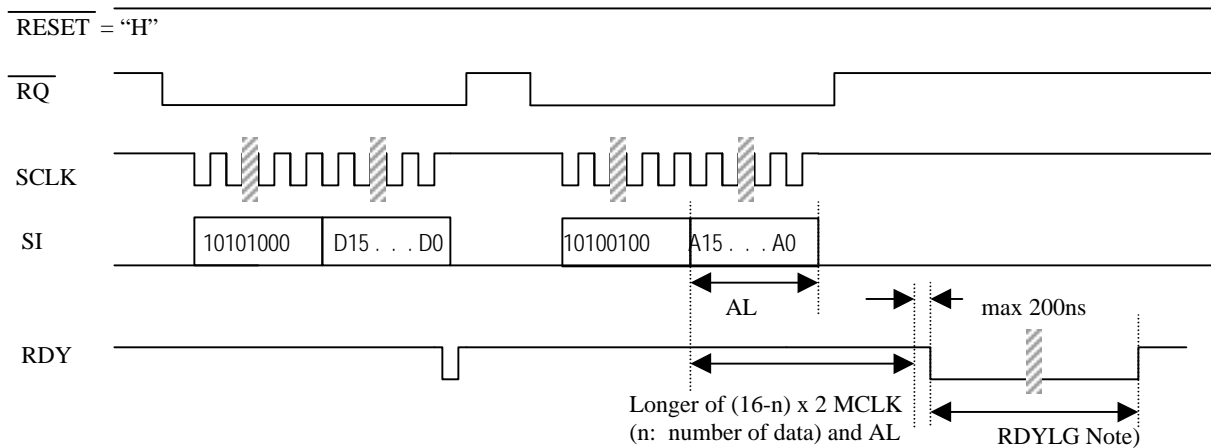 RESET = “H”
RQ
SCLK
SI
10101000
D15 . . . D0
10100100
A15 . . . A0
AL
max 200ns
RDY
Longer of (16-n) x 2 MCLK
(n: number of data) and AL
RDYLG Note)